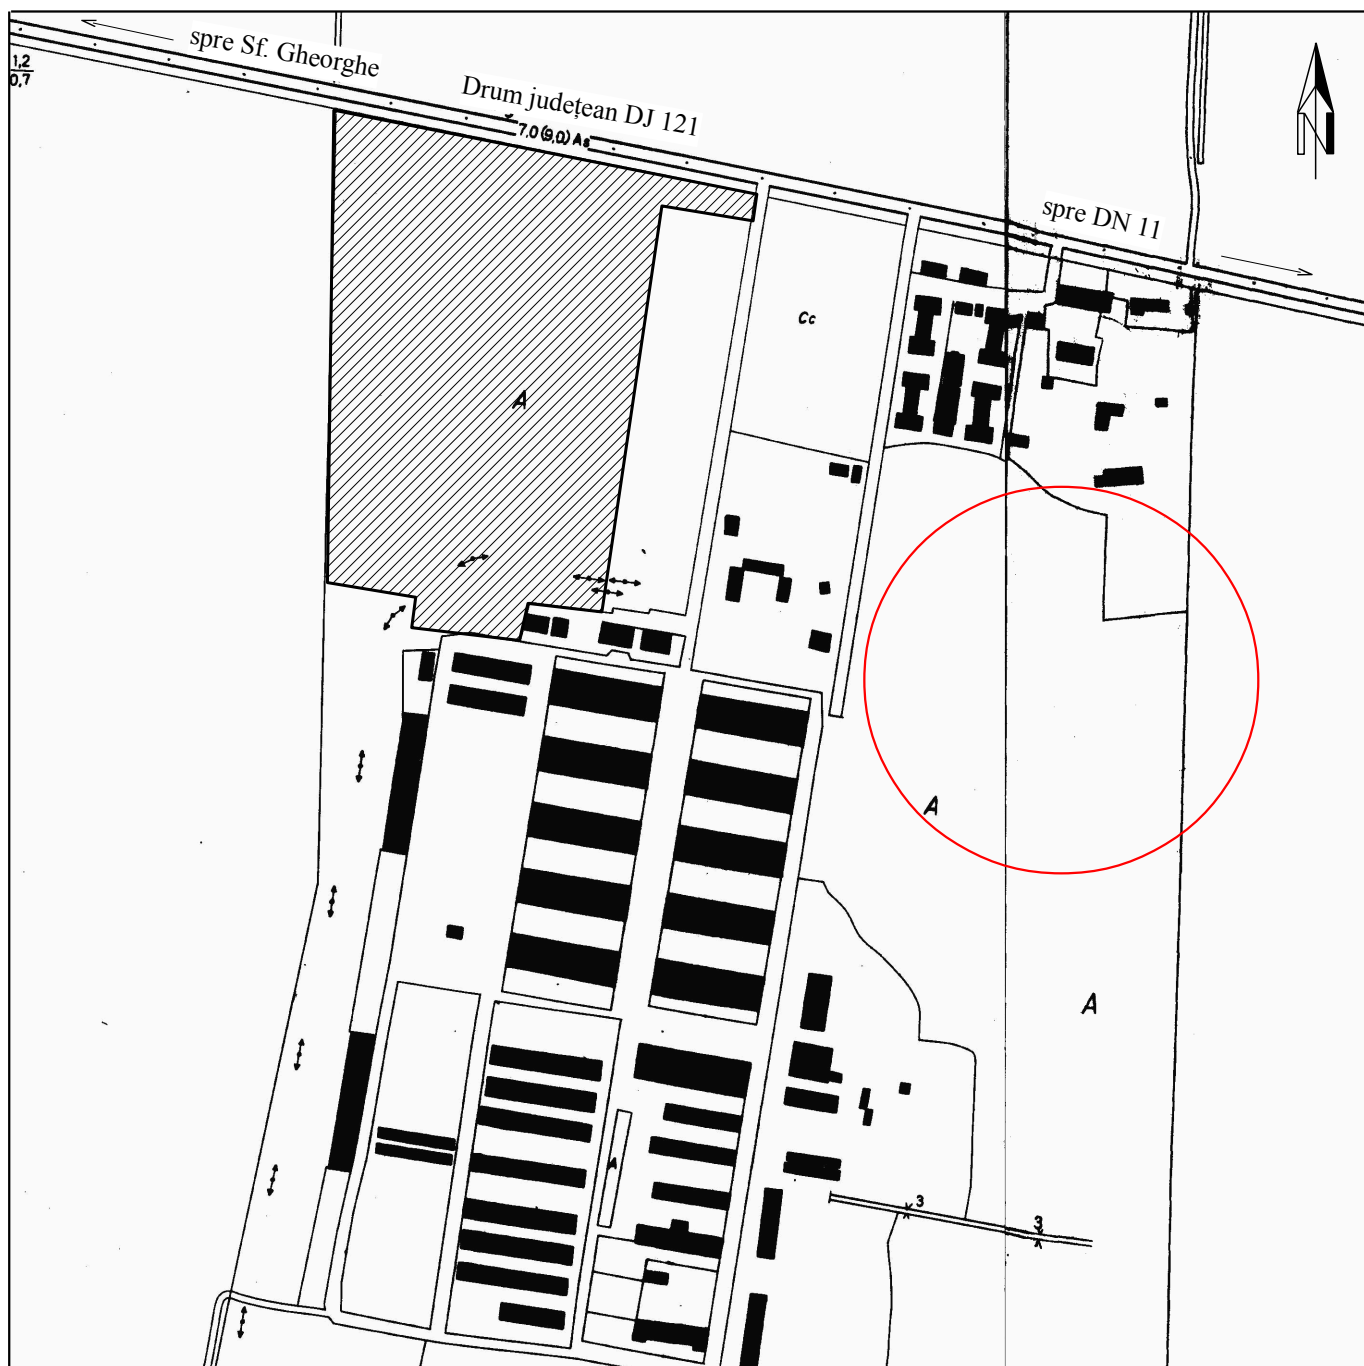 spre Sf. Gheorghe
1,2
0,7
Drum județean DJ 121
7,0(9,0) As
spre DN 11
Cc
A
A
A
A
3
3